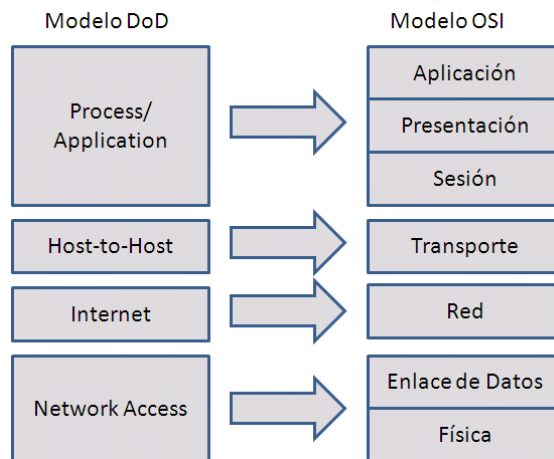 Modelo DoD
Modelo OSI
Process/
Application
Aplicación
Presentación
Sesión
Host-to-Host
Transporte
Internet
Red
Network Access
Enlace de Datos
Física